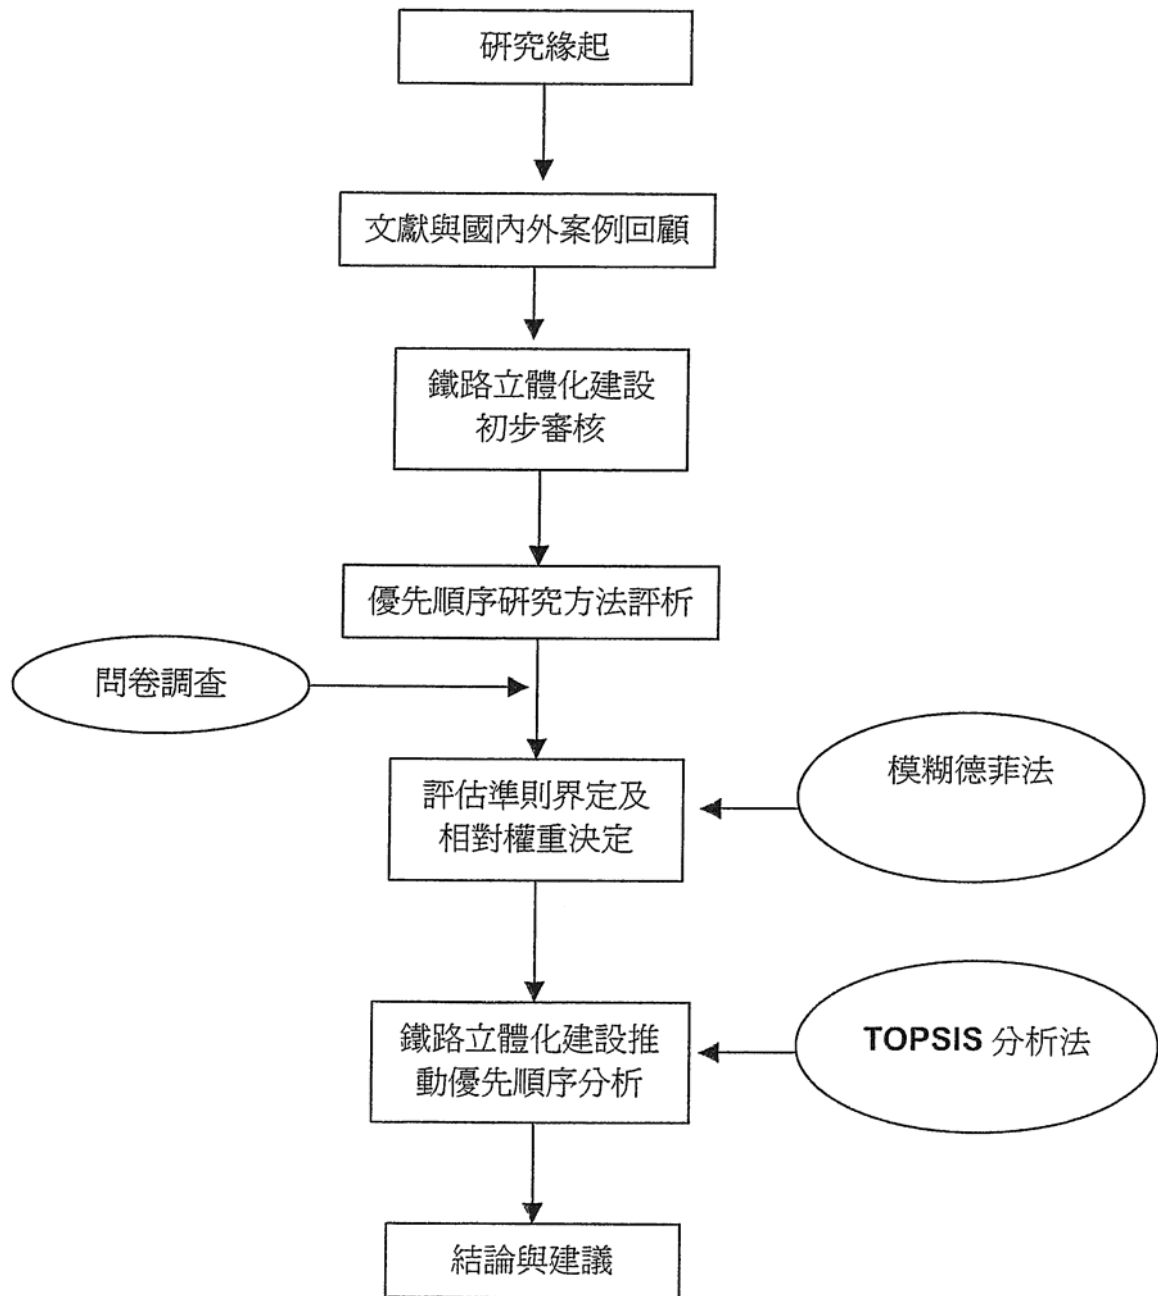 研究緣起
文獻與國內外案例回顧
鐵路立體化建設
初步審核
優先順序研究方法評析
問卷調查
模糊德菲法
評估準則界定及
相對權重決定
TOPSIS 分析法
鐵路立體化建設推
動優先順序分析
結論與建議